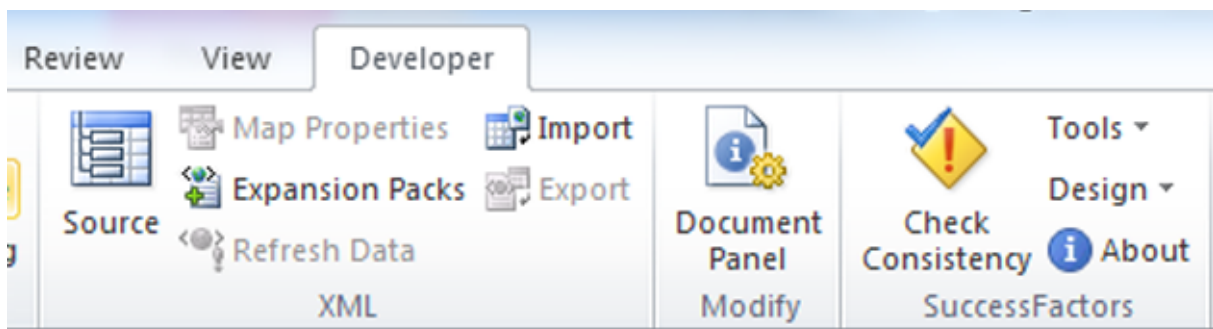 Review View Developer
Map Properties Import
Expansion Packs Export
Source
Refresh Data
XML
Document
Panel
Modify
Tools
Design
Check
Consistency
About
SuccessFactors